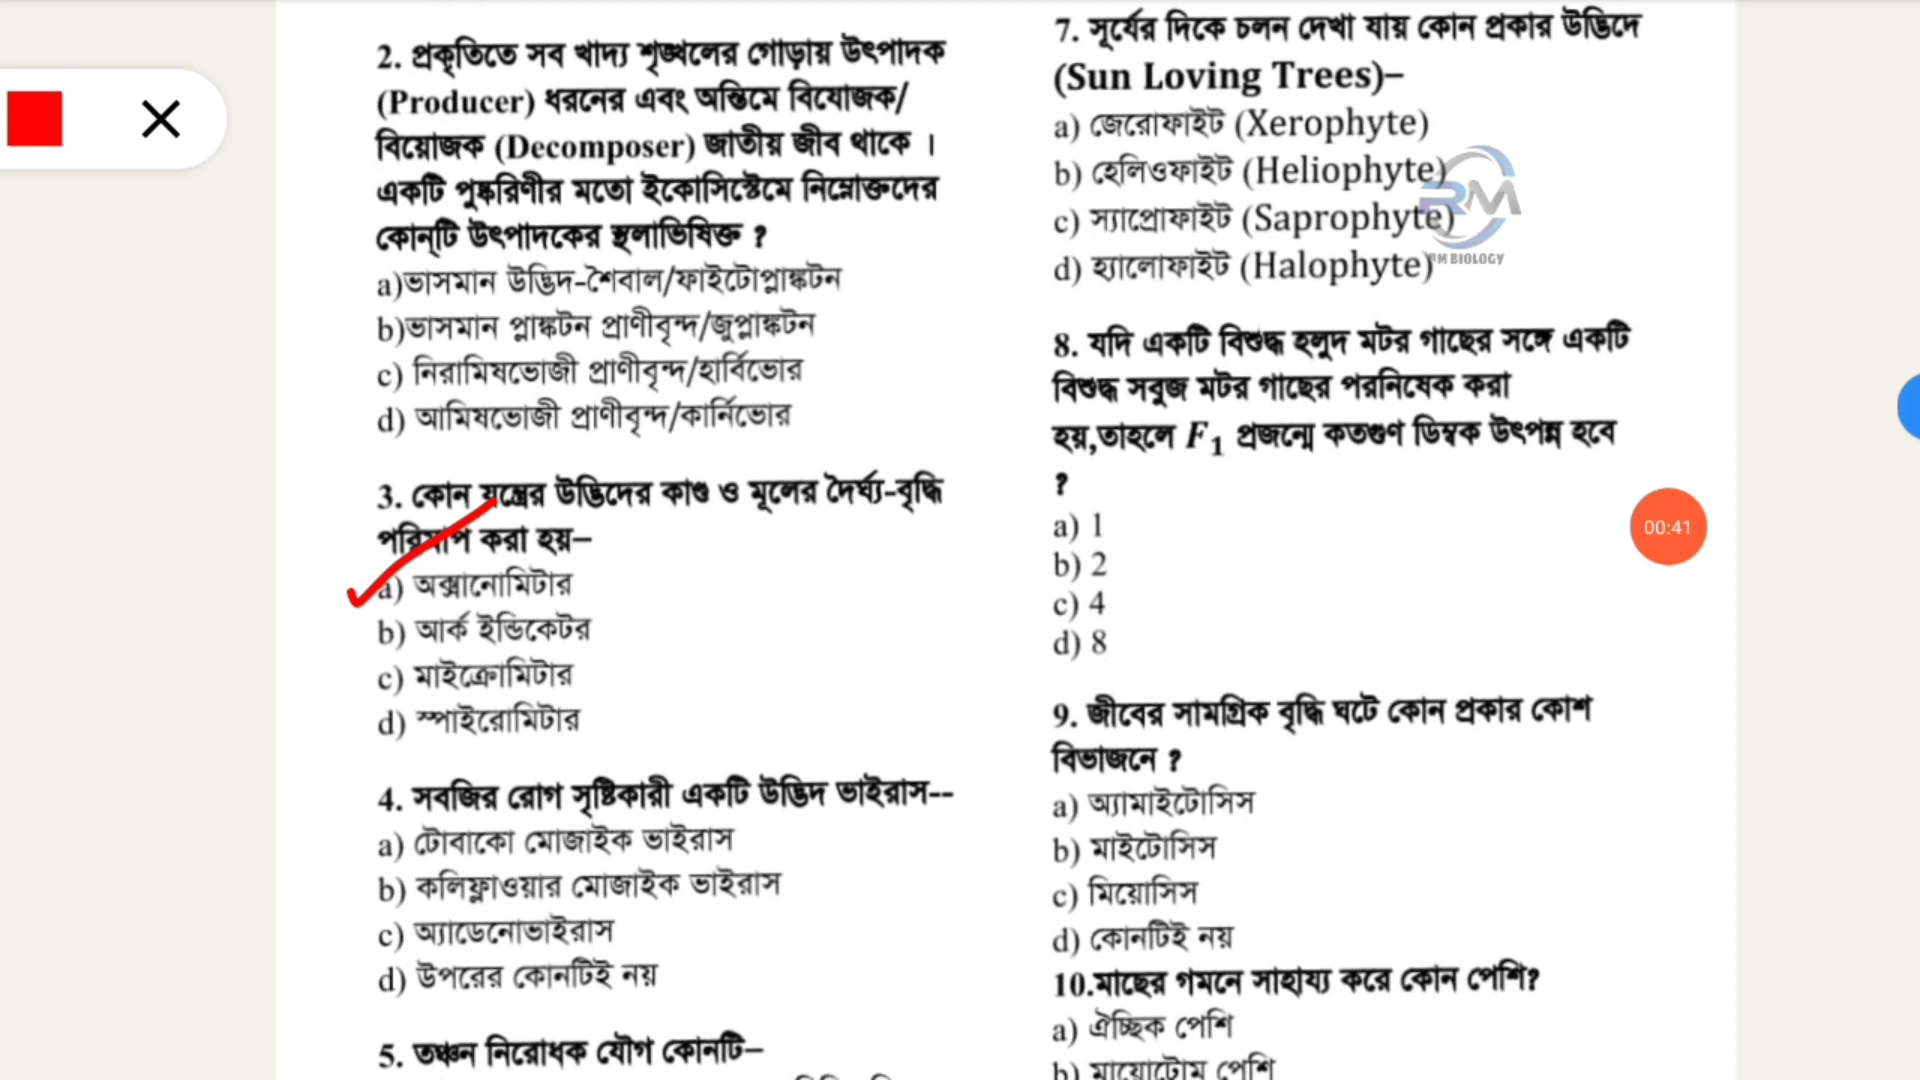 2. প্রকৃতিতে সব খাদ্য শৃঙ্খলের গোড়ায় উৎপাদক
(Producer) ধরনের এবং অন্তিমে বিযোজক/
বিয়োজক (Decomposer) জাতীয় জীব থাকে ।
একটি পুষ্করিণীর মতো ইকোসিস্টেমে নিম্নোক্তদের
কোন্‌টি উৎপাদকের স্থলাভিষিক্ত ?
a)ভাসমান উদ্ভিদ-শৈবাল/ফাইটোপ্লাঙ্কটন
b)ভাসমান প্লাঙ্কটন প্রাণীবৃন্দ/জুপ্লাঙ্কটন
c) নিরামিষভোজী প্রাণীবৃন্দ/হার্বিভোর
d) আমিষভোজী প্রাণীবৃন্দ/কার্নিভোর
3. কোন যন্ত্রের উদ্ভিদের কাণ্ড ও মূলের দৈর্ঘ্য-বৃদ্ধি
পরিমাপ করা হয়–
a) অক্সানোমিটার
b) আর্ক ইন্ডিকেটর
c) মাইক্রোমিটার
d) স্পাইরোমিটার
4. সবজির রোগ সৃষ্টিকারী একটি উদ্ভিদ ভাইরাস--
a) টোবাকো মোজাইক ভাইরাস
b) কলিফ্লাওয়ার মোজাইক ভাইরাস
c) অ্যাডেনোভাইরাস
d) উপরের কোনটিই নয়
5. তঞ্চন নিরোধক যৌগ কোনটি–
7. সূর্যের দিকে চলন দেখা যায় কোন প্রকার উদ্ভিদে
(Sun Loving Trees)–
a) জেরোফাইট (Xerophyte)
b) হেলিওফাইট (Heliophyte)
c) স্যাপ্রোফাইট (Saprophyte)
d) হ্যালোফাইট (Halophyte)
RM
RM BIOLOGY
8. যদি একটি বিশুদ্ধ হলুদ মটর গাছের সঙ্গে একটি
বিশুদ্ধ সবুজ মটর গাছের পরনিষেক করা
হয়,তাহলে F1 প্রজন্মে কতগুণ ডিম্বক উৎপন্ন হবে
?
a) 1
b) 2
c) 4
d) 8
00:41
9. জীবের সামগ্রিক বৃদ্ধি ঘটে কোন প্রকার কোশ
বিভাজনে ?
a) অ্যামাইটোসিস
b) মাইটোসিস
c) মিয়োসিস
d) কোনটিই নয়
10.মাছের গমনে সাহায্য করে কোন পেশি?
a) ঐচ্ছিক পেশি
b) মায়োটোম পেশি